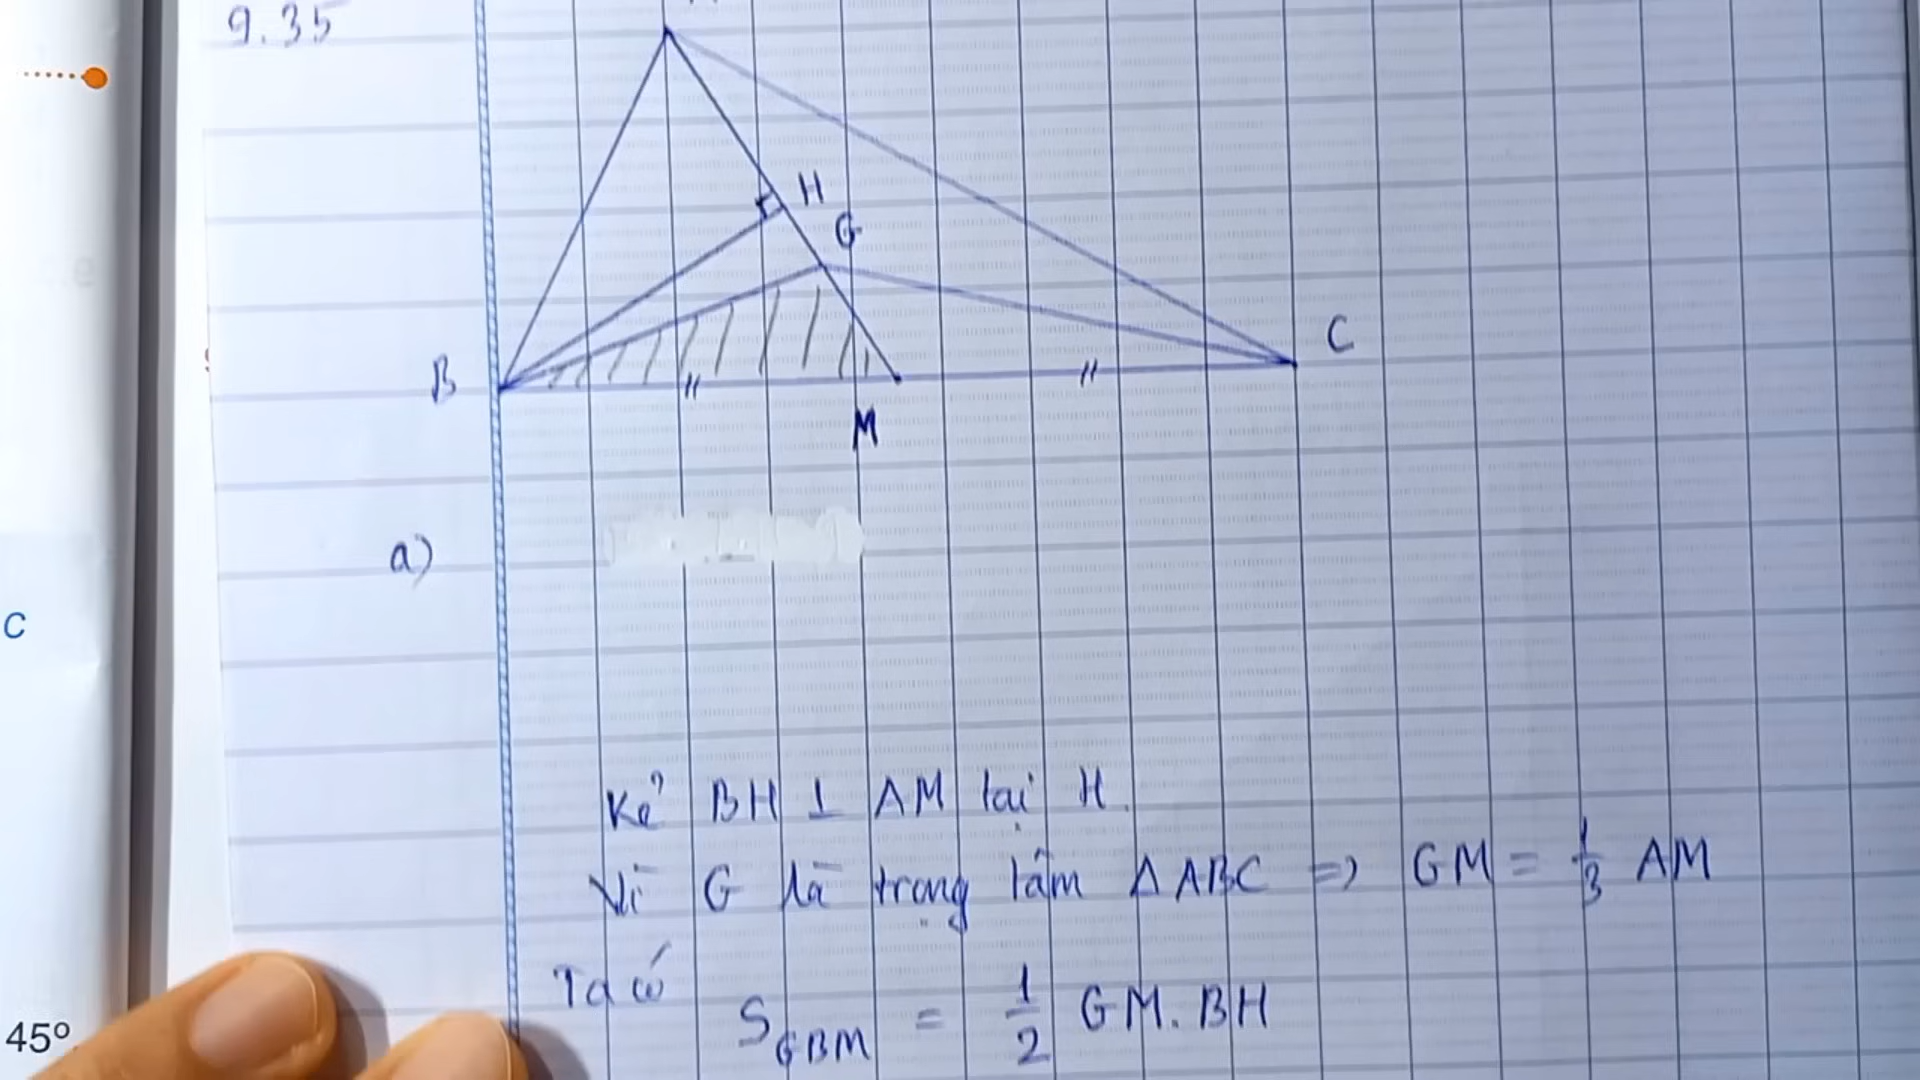 9.35
H
G
B
C
M
a)
C
Kẻ BH ⊥ AM tại H.
Vì G là trọng tâm Δ ABC => GM = 1/3 AM
Ta có
S_GBM = 1/2 GM. BH
45°